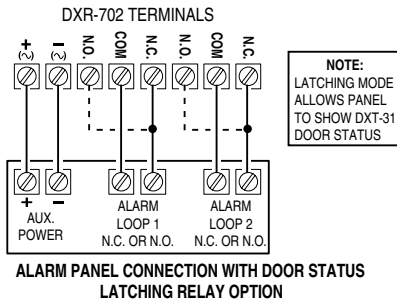 DXR-702 TERMINALS
+ (~) – (~) N.O. COM N.C. N.O. COM N.C.
NOTE:
LATCHING MODE
ALLOWS PANEL
TO SHOW DXT-31
DOOR STATUS
+ –
AUX.
POWER
ALARM
LOOP 1
N.C. OR N.O.
ALARM
LOOP 2
N.C. OR N.O.
ALARM PANEL CONNECTION WITH DOOR STATUS
LATCHING RELAY OPTION